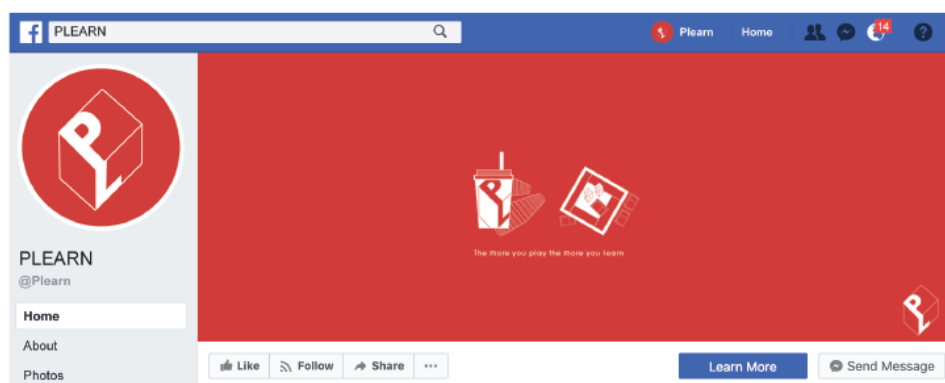 PLEARN
Plearn Home 14
PL
The more you play the more you learn
PLEARN
@Plearn
Home
About
Photos
Like Follow Share
Learn More Send Message